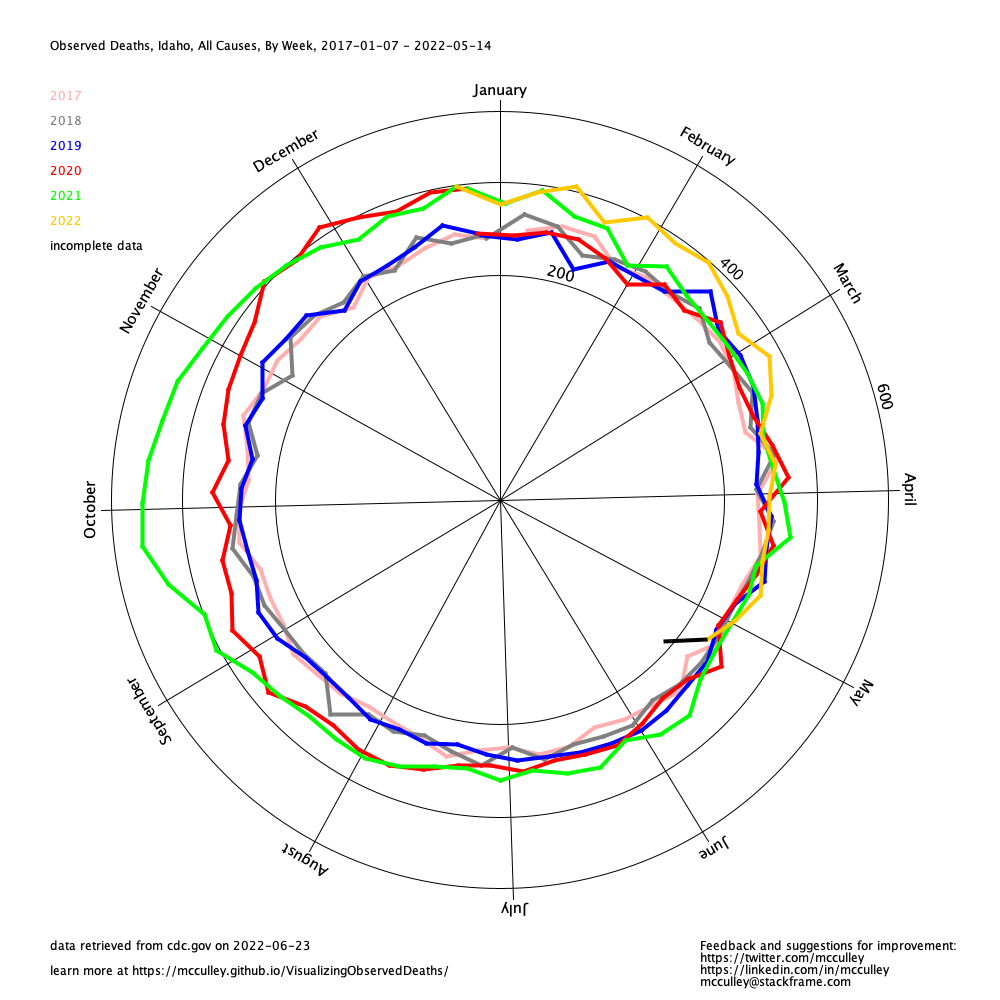 Observed Deaths, Idaho, All Causes, By Week, 2017-01-07 - 2022-05-14
January
2017
2018
2019
2020
2021
2022
incomplete data
December
February
November
March
October
April
September
May
August
June
July
200
400
600
data retrieved from cdc.gov on 2022-06-23
learn more at https://mcculley.github.io/VisualizingObservedDeaths/
Feedback and suggestions for improvement:
https://twitter.com/mcculley
https://linkedin.com/in/mcculley
mcculley@stackframe.com